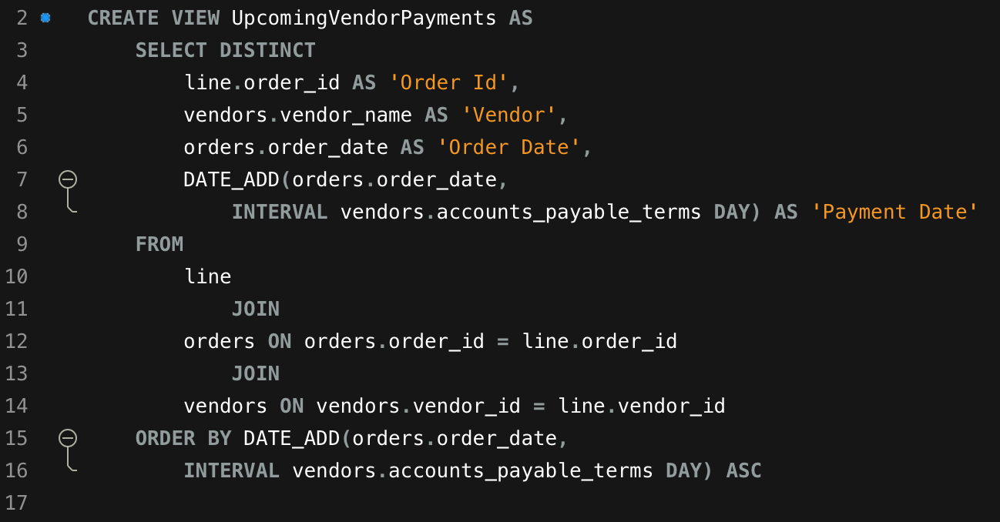 2 CREATE VIEW UpcomingVendorPayments AS
3 SELECT DISTINCT
4 line.order_id AS 'Order Id',
5 vendors.vendor_name AS 'Vendor',
6 orders.order_date AS 'Order Date',
7 DATE_ADD(orders.order_date,
8 INTERVAL vendors.accounts_payable_terms DAY) AS 'Payment Date'
9 FROM
10 line
11 JOIN
12 orders ON orders.order_id = line.order_id
13 JOIN
14 vendors ON vendors.vendor_id = line.vendor_id
15 ORDER BY DATE_ADD(orders.order_date,
16 INTERVAL vendors.accounts_payable_terms DAY) ASC
17